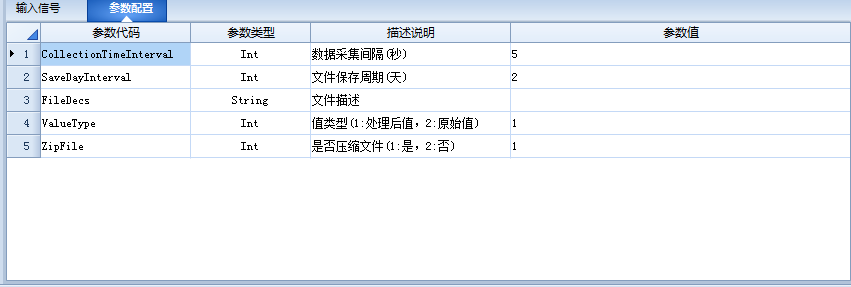 输入信号 参数配置
参数代码 参数类型 描述说明 参数值
1 CollectionTimeInterval Int 数据采集间隔(秒) 5
2 SaveDayInterval Int 文件保存周期(天) 2
3 FileDecs String 文件描述
4 ValueType Int 值类型(1:处理后值，2:原始值) 1
5 ZipFile Int 是否压缩文件(1:是，2:否) 1